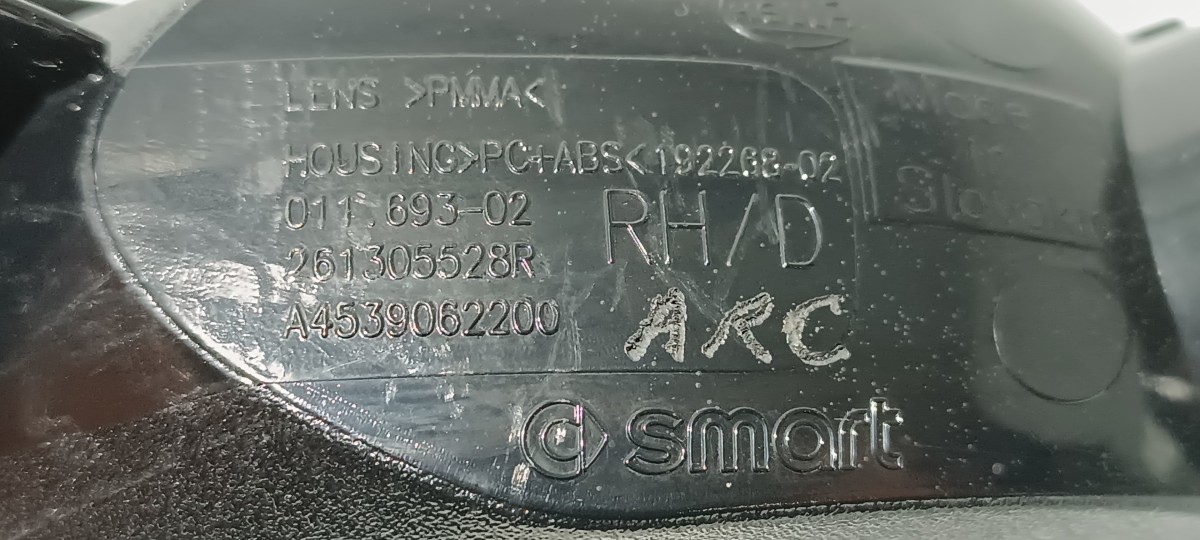 LENS >PMMA<
HOUSING>PC+ABS<192268-02
011.693-02
RH/D
261305528R
A4539062200
ARC
smart